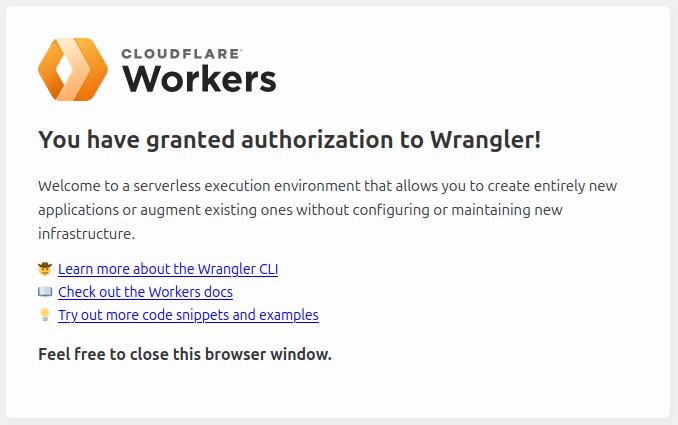 CLOUDFLARE
Workers
You have granted authorization to Wrangler!
Welcome to a serverless execution environment that allows you to create entirely new
applications or augment existing ones without configuring or maintaining new
infrastructure.
🤠 Learn more about the Wrangler CLI
📖 Check out the Workers docs
💡 Try out more code snippets and examples
Feel free to close this browser window.